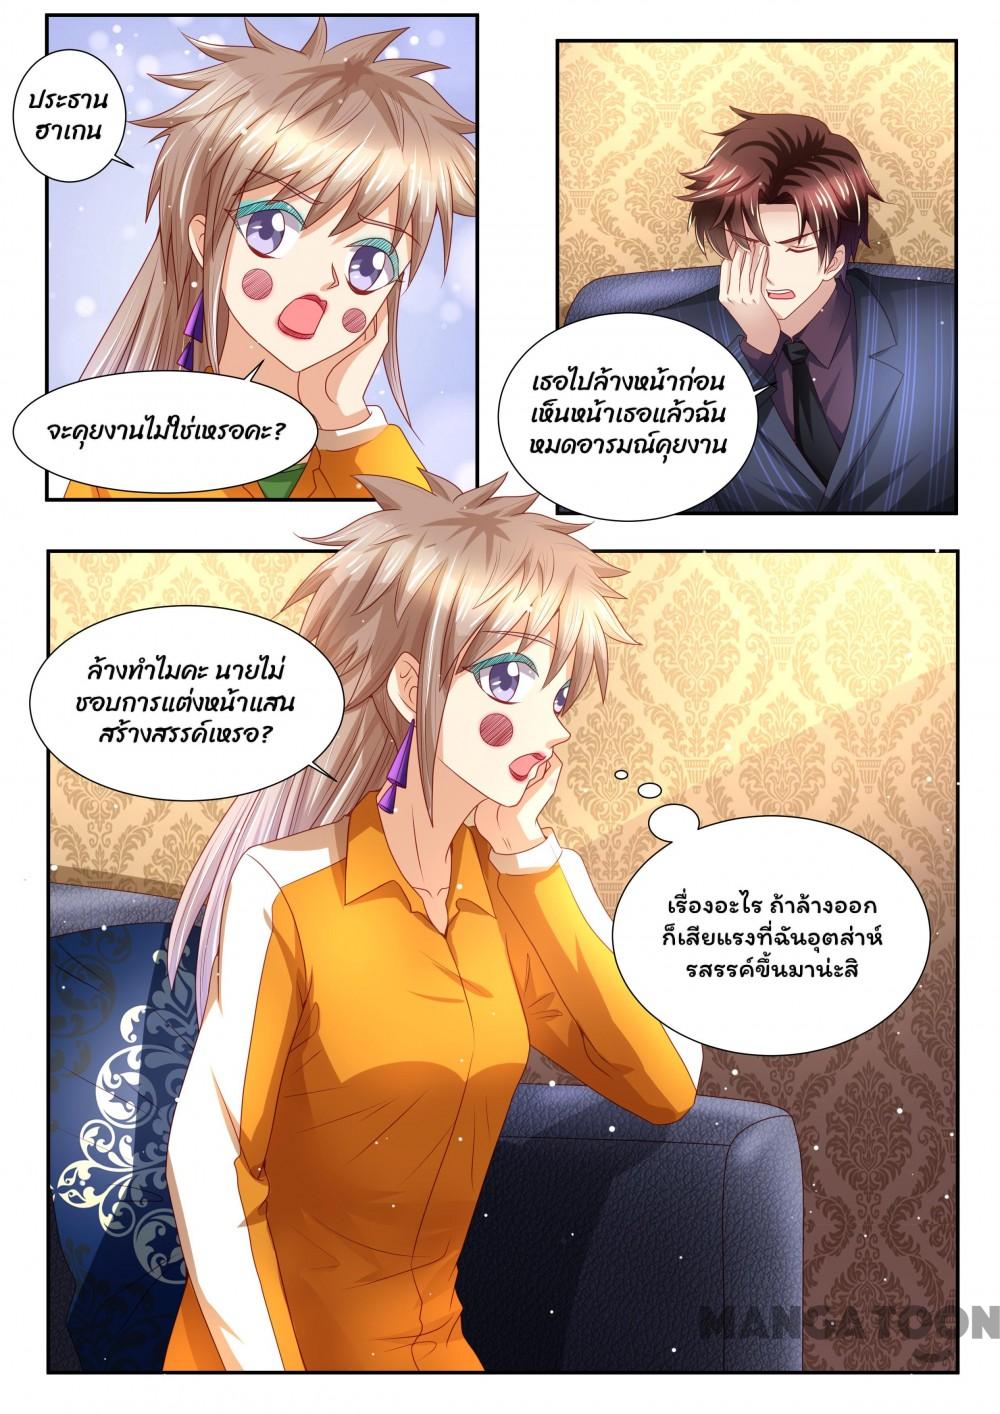 ประธาน
ฮาเกน
จะคุยงานไม่ใช่เหรอคะ?
เธอไปล้างหน้าก่อน
เห็นหน้าเธอแล้วฉัน
หมดอารมณ์คุยงาน
ล้างทำไมคะ นายไม่
ชอบการแต่งหน้าแสน
สร้างสรรค์เหรอ?
เรื่องอะไร ถ้าล้างออก
ก็เสียแรงที่ฉันอุตส่าห์
รสรรค์ขึ้นมาน่ะสิ
MANGATOON